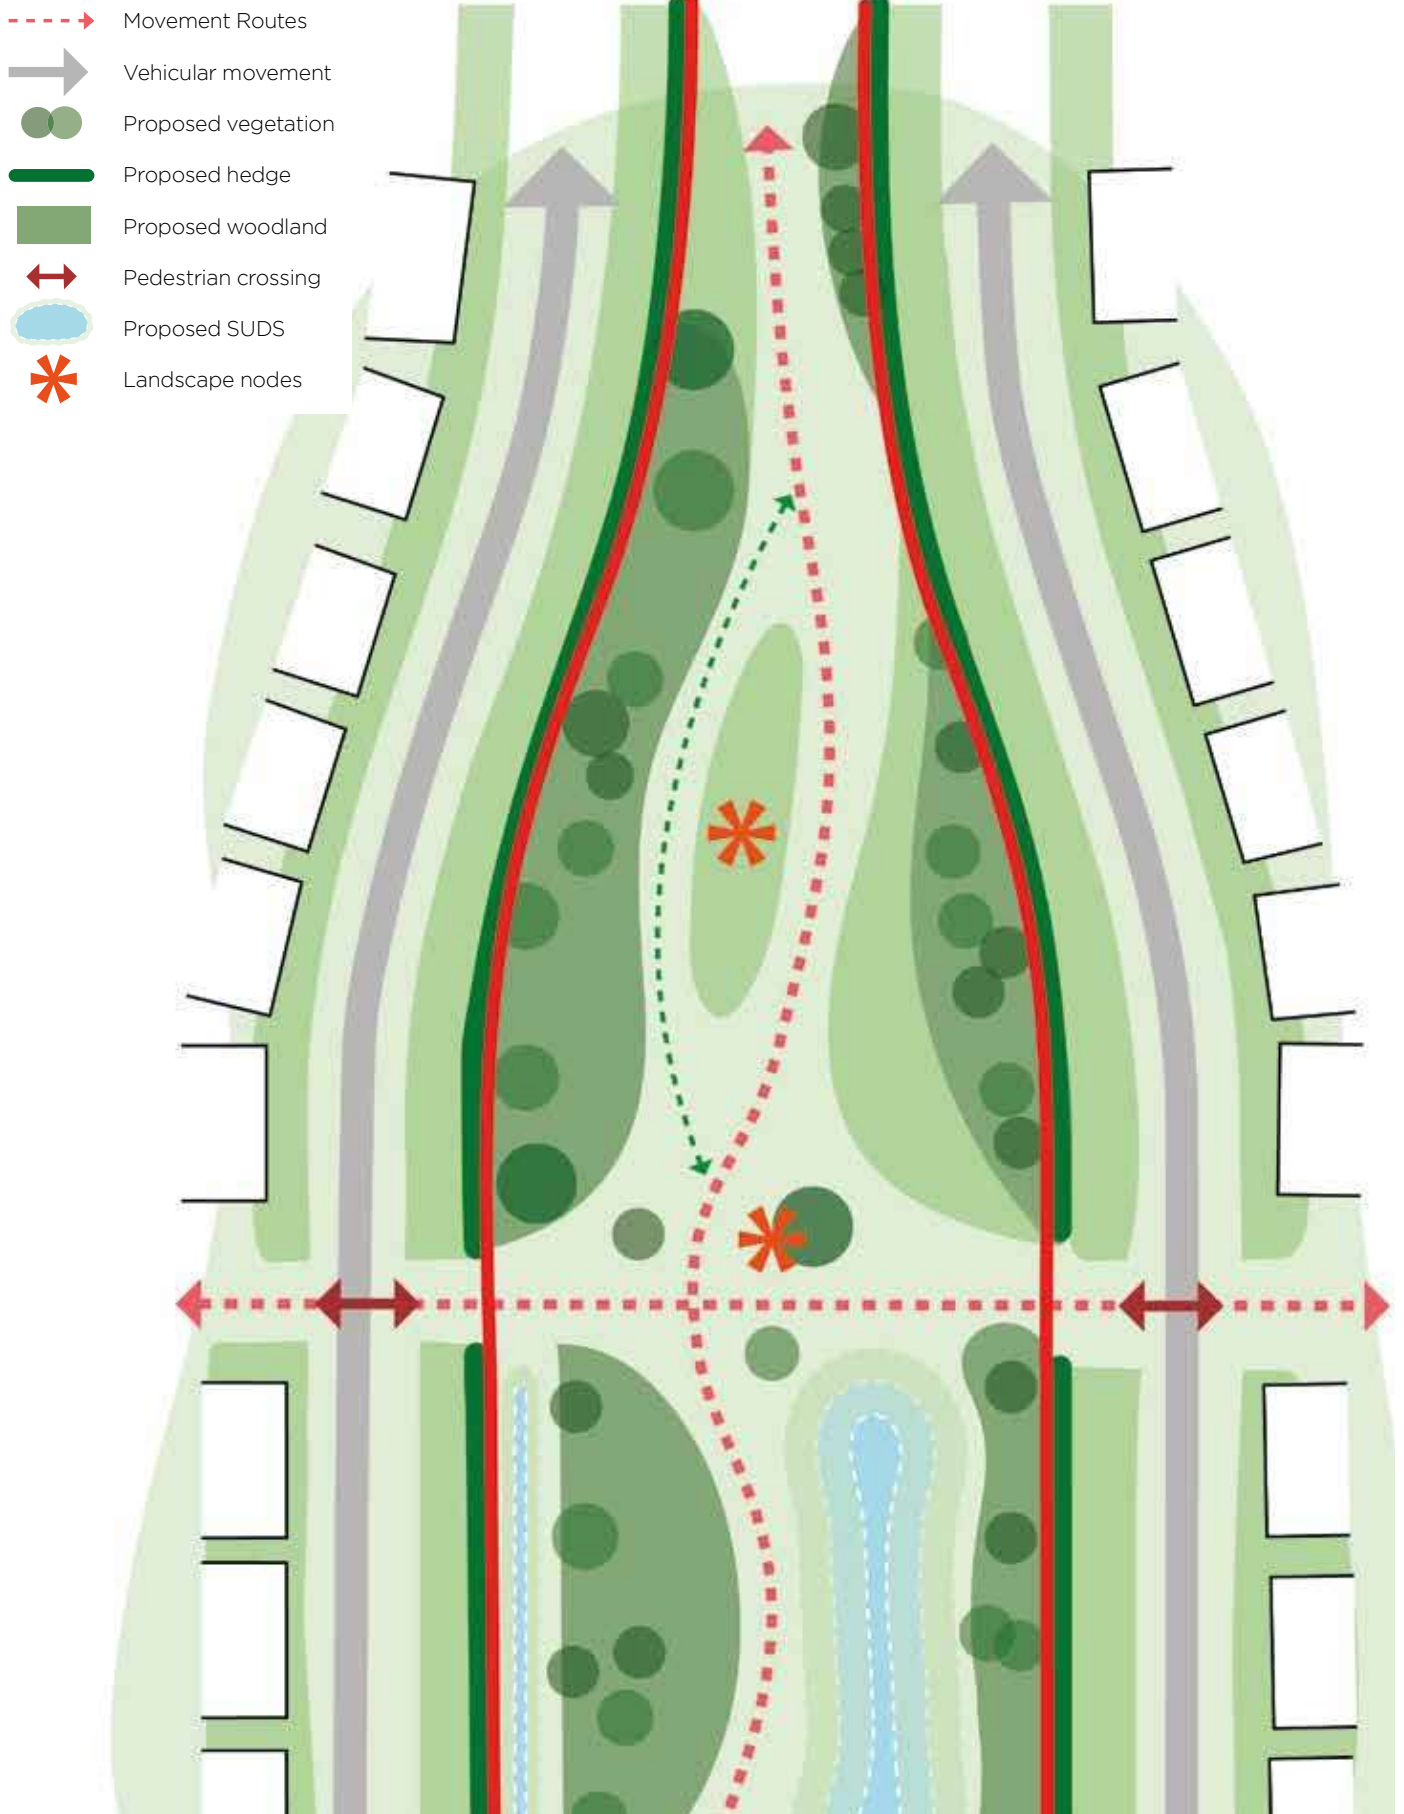 Movement Routes
Vehicular movement
Proposed vegetation
Proposed hedge
Proposed woodland
Pedestrian crossing
Proposed SUDS
Landscape nodes